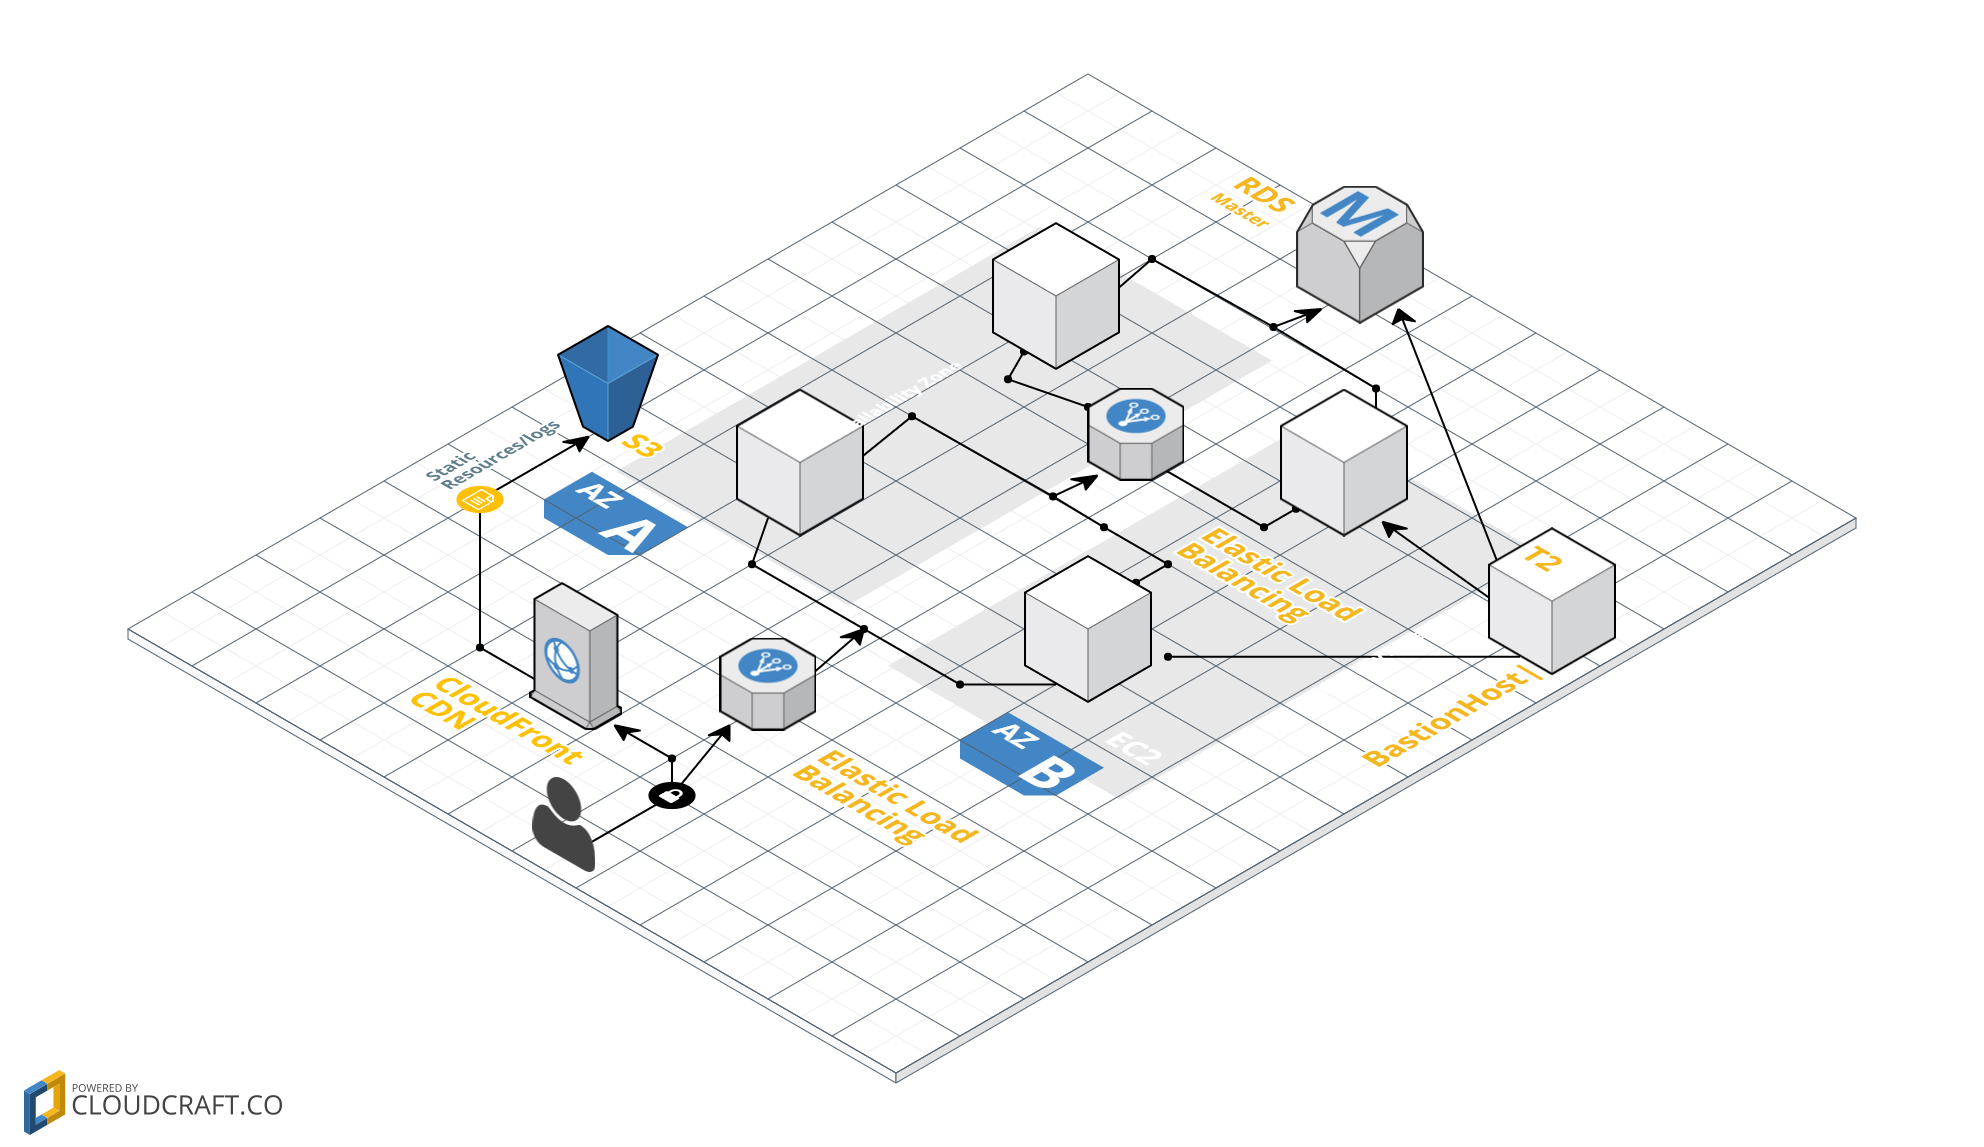 RDS
Master
M
Static
Resources/logs
S3
AZ
A
Zone
T2
Elastic Load
Balancing
CloudFront
CDN
BastionHost
AZ
B
EC2
Elastic Load
Balancing
POWERED BY
CLOUDCRAFT.CO